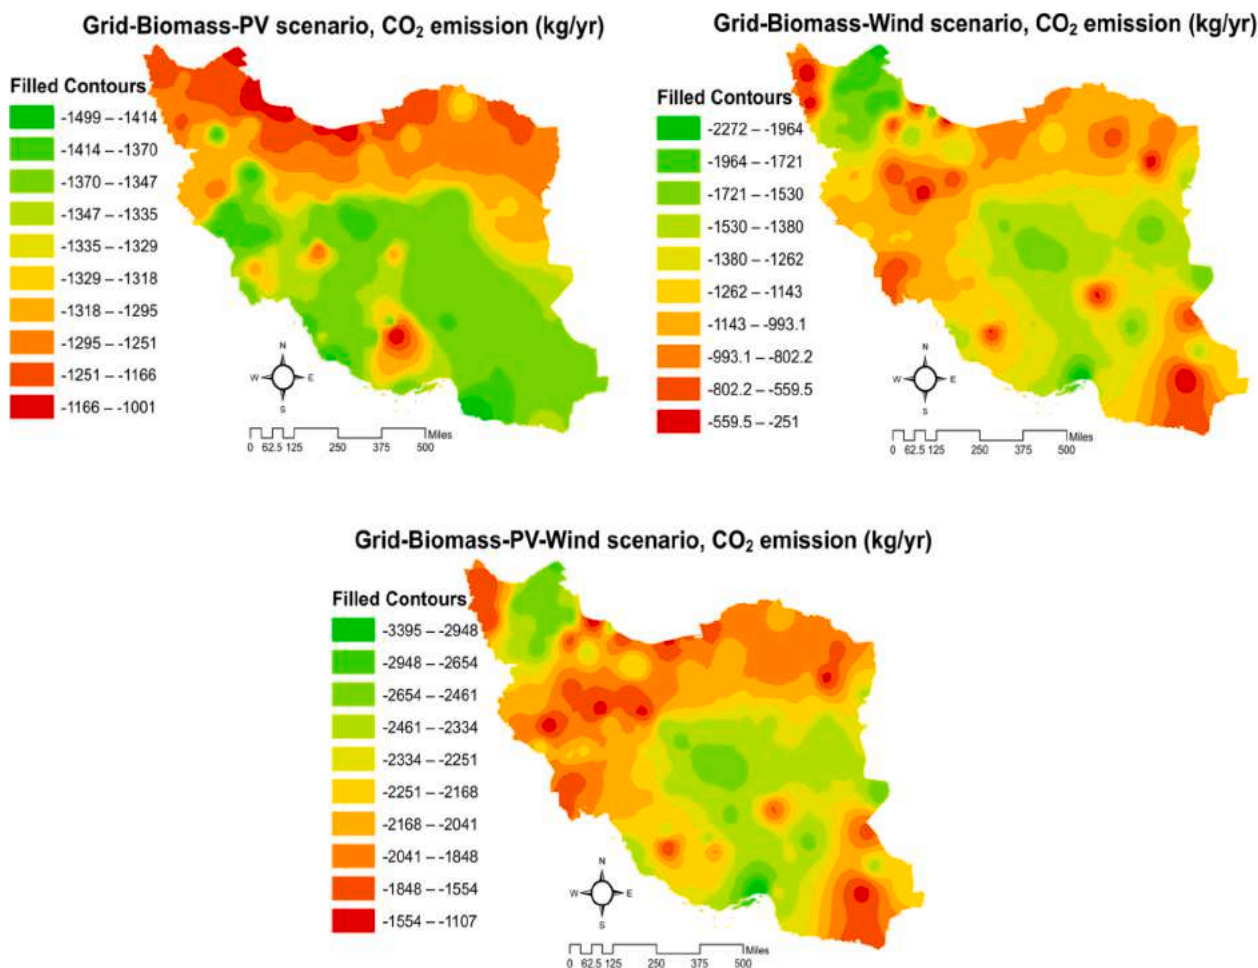 Grid-Biomass-PV scenario, CO₂ emission (kg/yr)
Filled Contours
-1499 – -1414
-1414 – -1370
-1370 – -1347
-1347 – -1335
-1335 – -1329
-1329 – -1318
-1318 – -1295
-1295 – -1251
-1251 – -1166
-1166 – -1001
N
W E
S
Miles
0 62.5 125 250 375 500
Grid-Biomass-Wind scenario, CO₂ emission (kg/yr)
Filled Contours
-2272 – -1964
-1964 – -1721
-1721 – -1530
-1530 – -1380
-1380 – -1262
-1262 – -1143
-1143 – -993.1
-993.1 – -802.2
-802.2 – -559.5
-559.5 – -251
N
W E
S
Miles
0 62.5 125 250 375 500
Grid-Biomass-PV-Wind scenario, CO₂ emission (kg/yr)
Filled Contours
-3395 – -2948
-2948 – -2654
-2654 – -2461
-2461 – -2334
-2334 – -2251
-2251 – -2168
-2168 – -2041
-2041 – -1848
-1848 – -1554
-1554 – -1107
N
W E
S
Miles
0 62.5 125 250 375 500